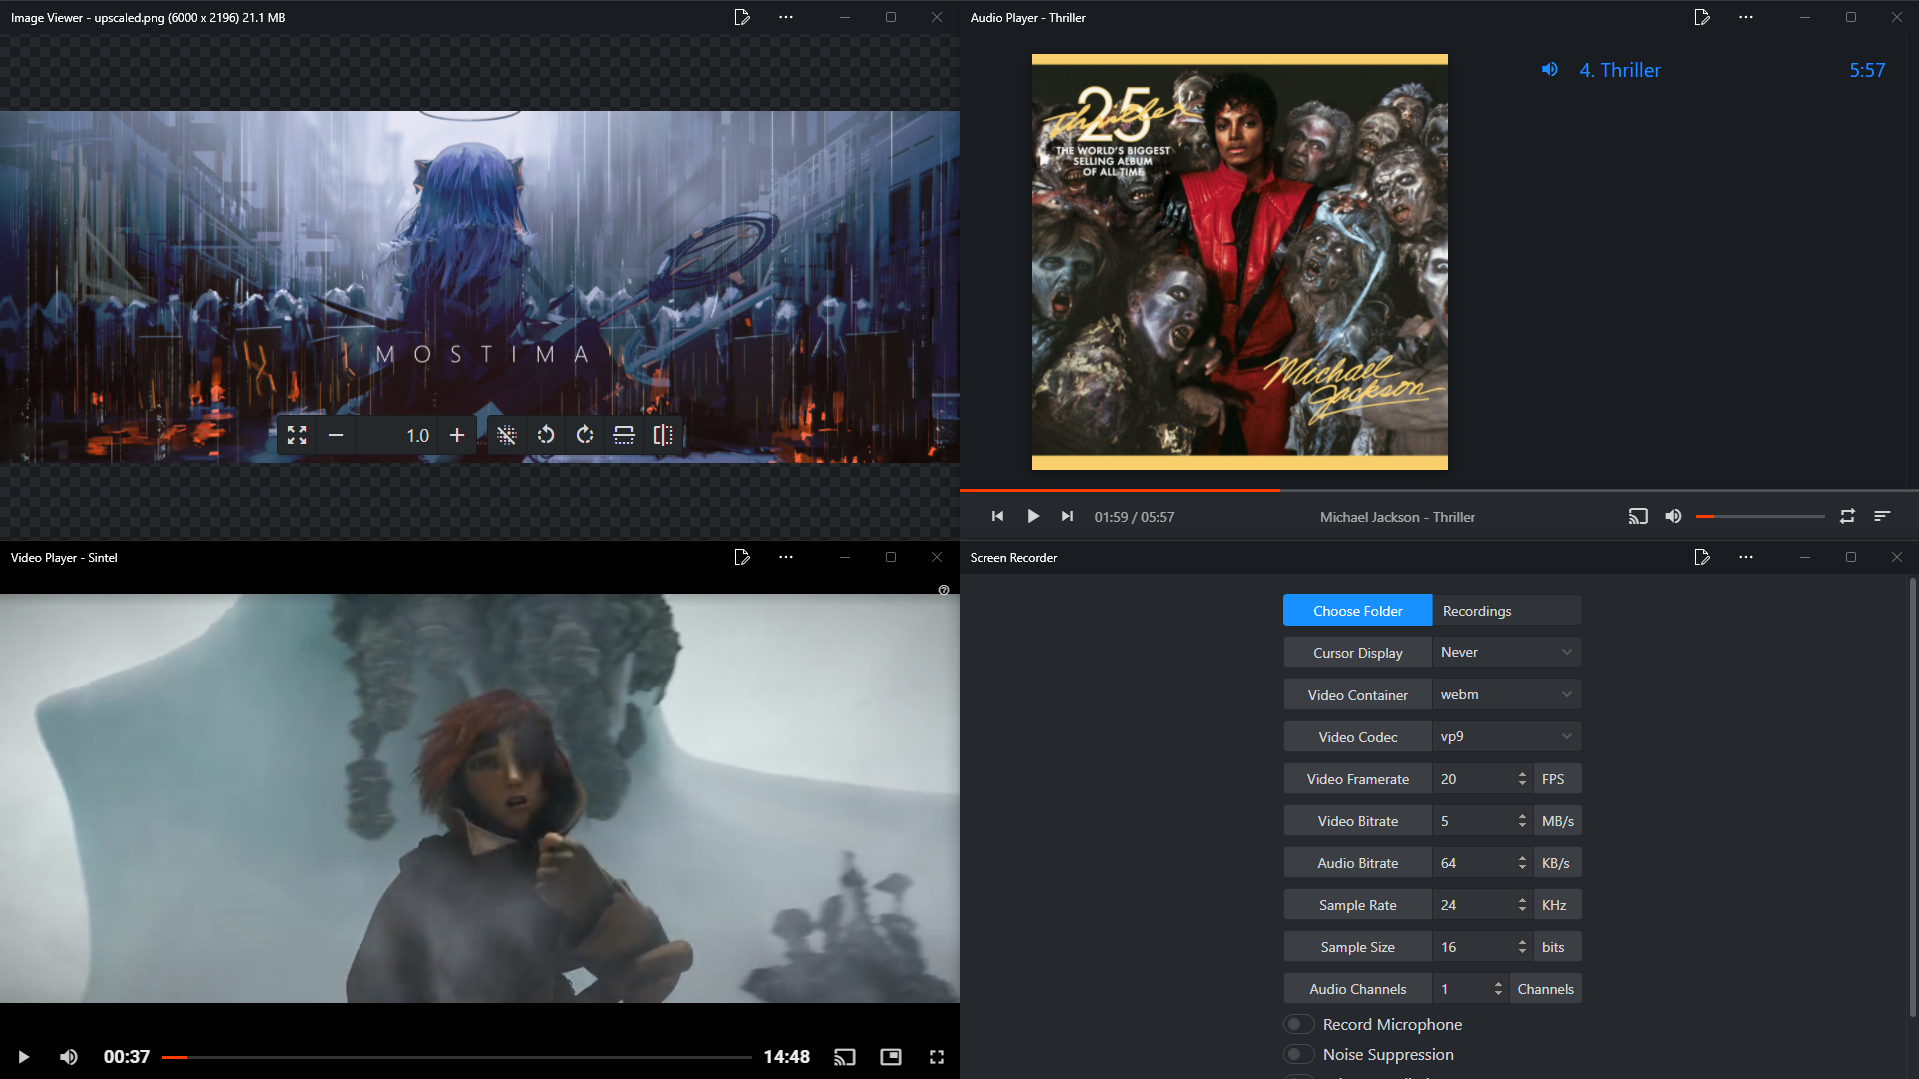 Image Viewer - upscaled.png (6000 x 2196) 21.1 MB
MOSTIMA
1.0
Audio Player - Thriller
25
Thriller
THE WORLD'S BIGGEST
SELLING ALBUM
OF ALL TIME
Michael
Jackson
4. Thriller 5:57
01:59 / 05:57
Michael Jackson - Thriller
Video Player - Sintel
00:37
14:48
Screen Recorder
Choose Folder Recordings
Cursor Display Never
Video Container webm
Video Codec vp9
Video Framerate 20 FPS
Video Bitrate 5 MB/s
Audio Bitrate 64 KB/s
Sample Rate 24 KHz
Sample Size 16 bits
Audio Channels 1 Channels
Record Microphone
Noise Suppression